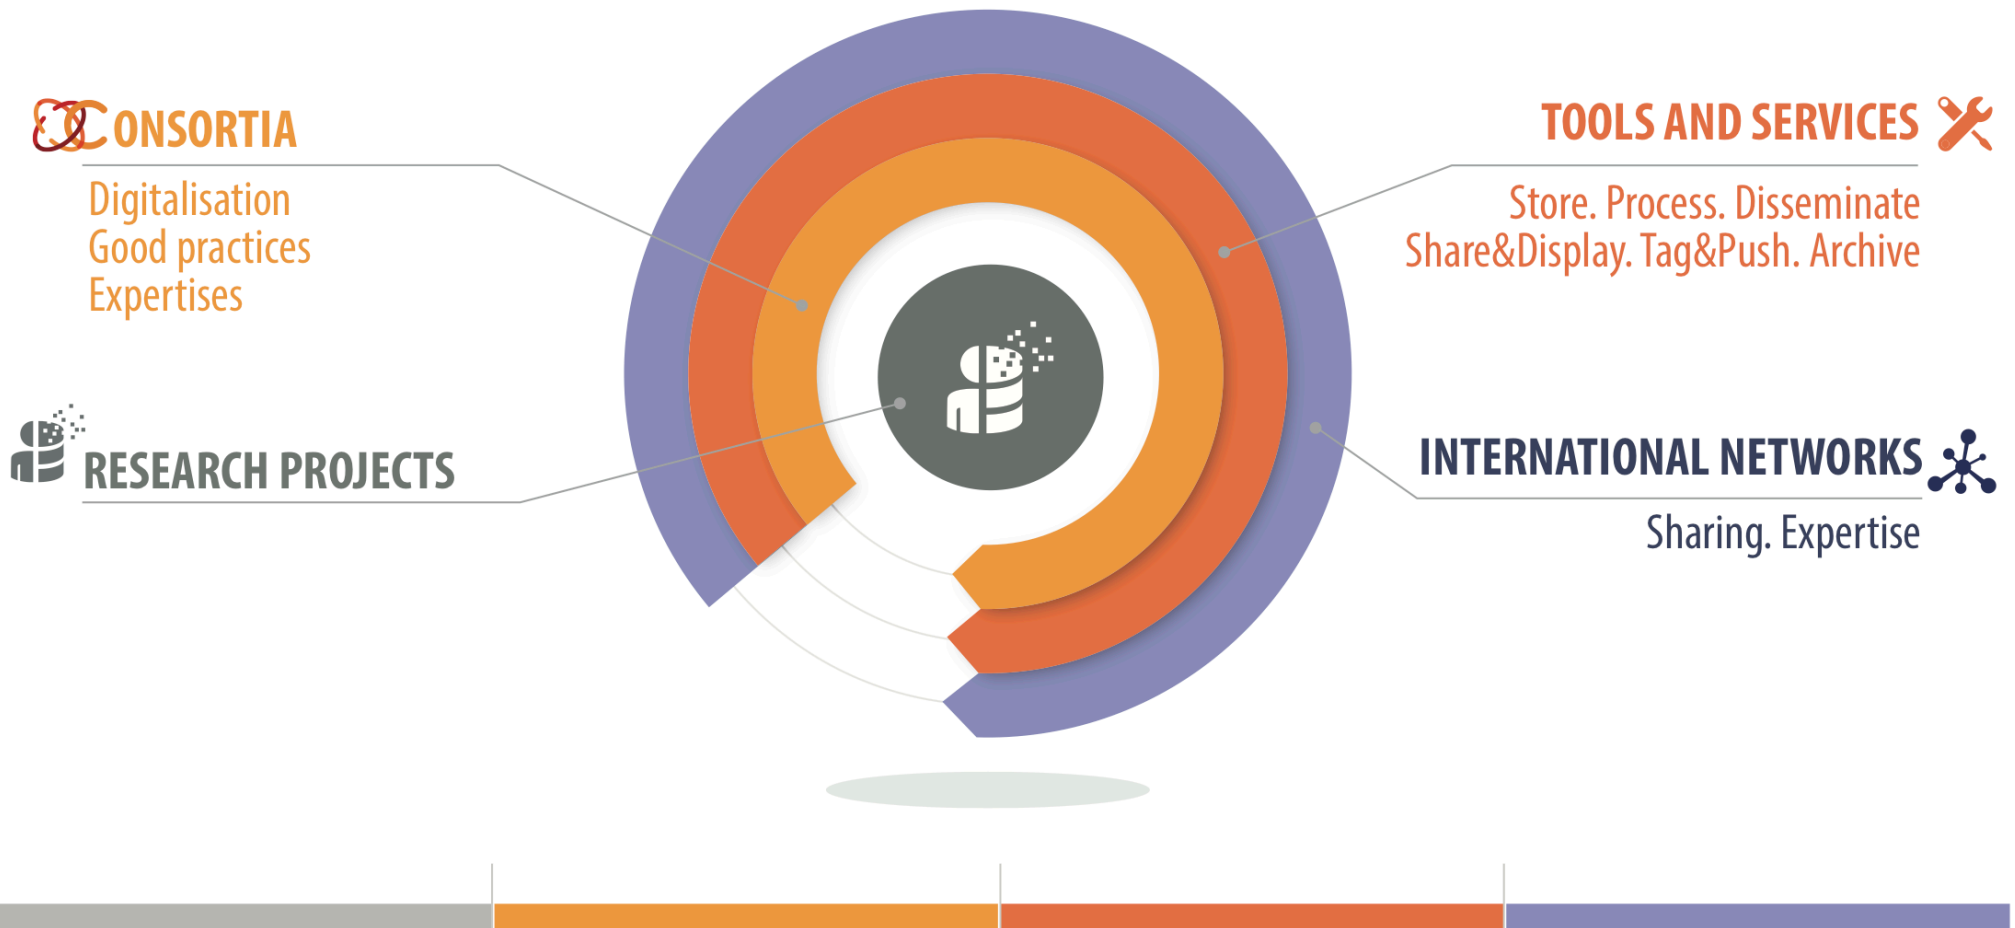 CONSORTIA
Digitalisation
Good practices
Expertises
RESEARCH PROJECTS
TOOLS AND SERVICES
Store. Process. Disseminate
Share&Display. Tag&Push. Archive
INTERNATIONAL NETWORKS
Sharing. Expertise